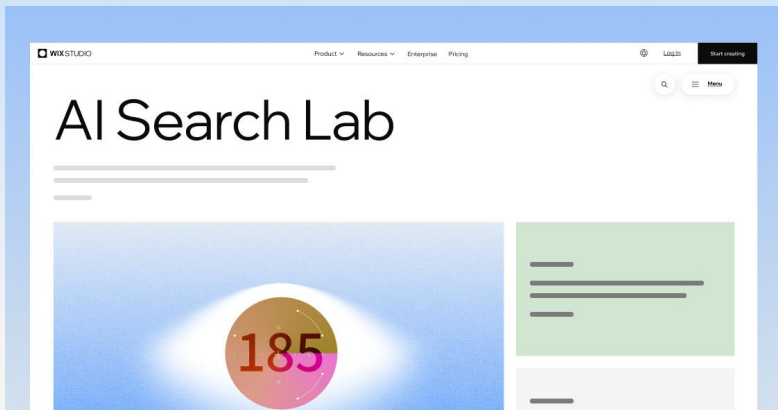 WIX STUDIO
Product Resources Enterprise Pricing
Log In
Start creating
Menu
AI Search Lab
185